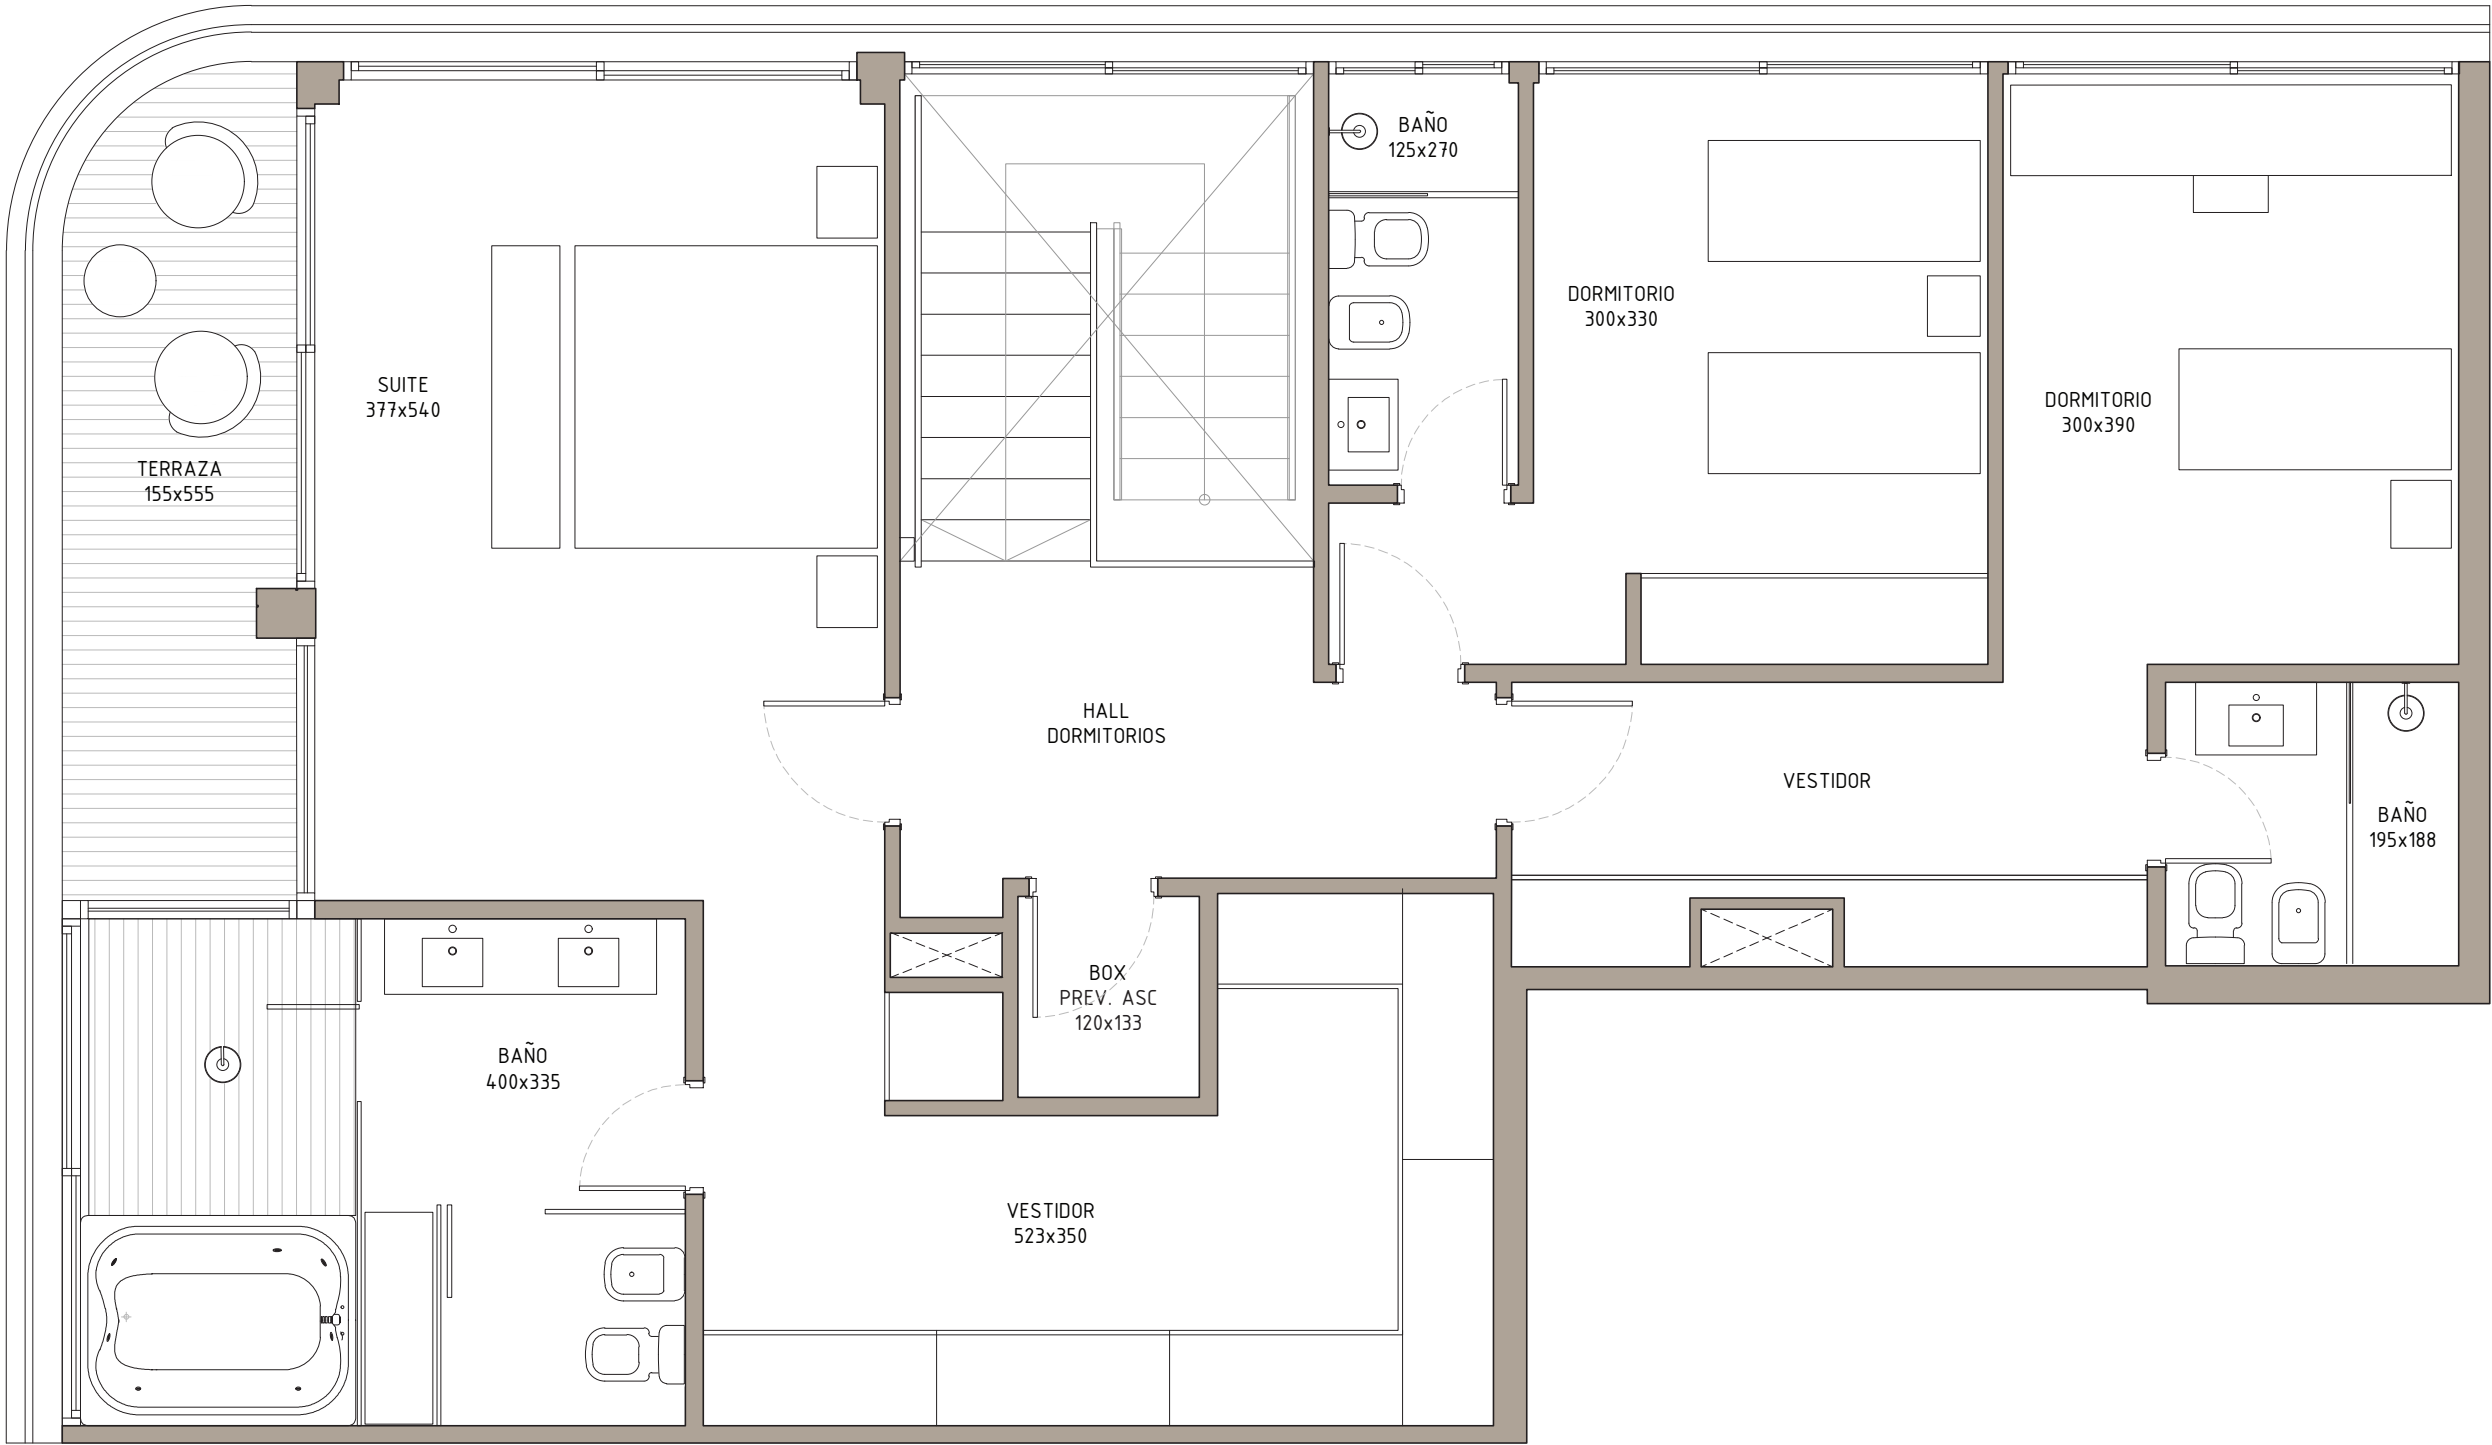 BAÑO
125x270
DORMITORIO
300x330
SUITE
377x540
DORMITORIO
300x390
TERRAZA
155x555
HALL
DORMITORIOS
VESTIDOR
BAÑO
195x188
BOX
PREV. ASC
120x133
BAÑO
400x335
VESTIDOR
523x350